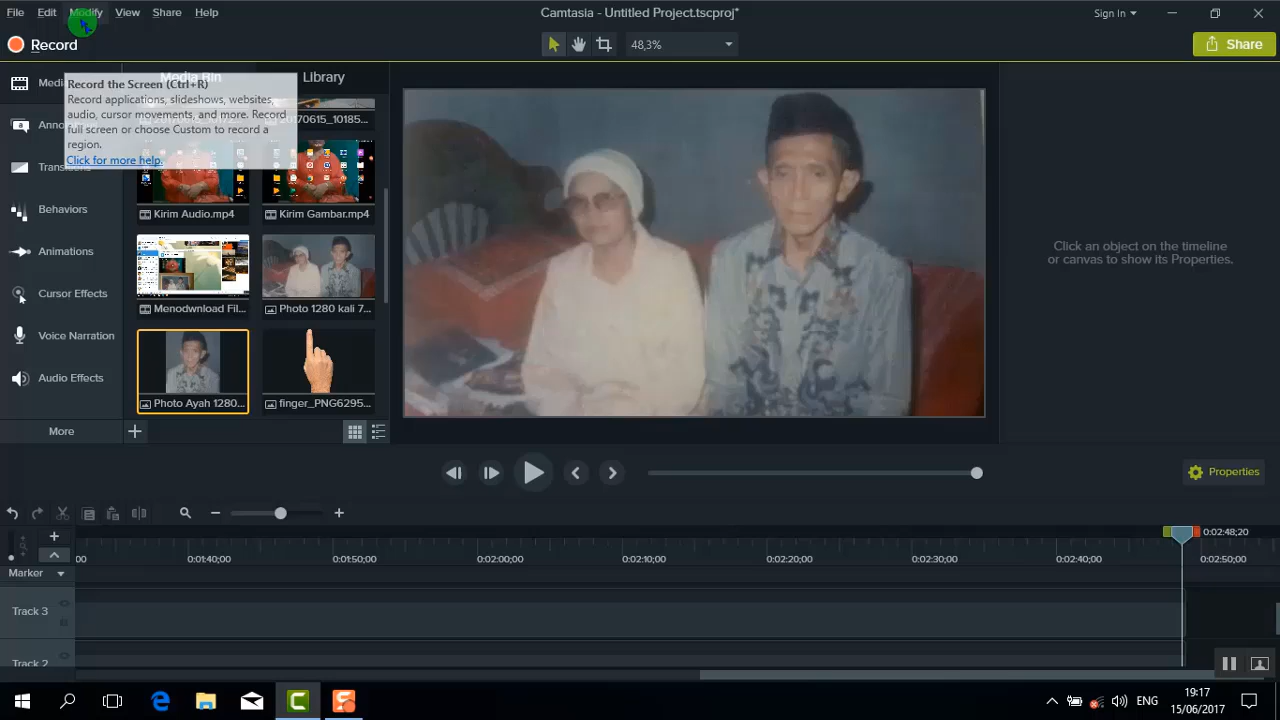 File Edit Modify View Share Help
Camtasia - Untitled Project.tscproj*
Sign In
Record
48,3%
Share
Media Bin
Library
Record the Screen (Ctrl+R)
Record applications, slideshows, websites,
audio, cursor movements, and more. Record
full screen or choose Custom to record a
region.
Click for more help.
20170615_10185...
Behaviors
Animations
Cursor Effects
Voice Narration
Audio Effects
More
Kirim Audio.mp4
Kirim Gambar.mp4
Menodwnload Fil...
Photo 1280 kali 7...
Photo Ayah 1280...
finger_PNG6295...
Click an object on the timeline
or canvas to show its Properties.
Properties
0:02:48;20
0:01:40;00 0:01:50;00 0:02:00;00 0:02:10;00 0:02:20;00 0:02:30;00 0:02:40;00 0:02:50;00
Marker
Track 3
Track 2
ENG
19:17
15/06/2017